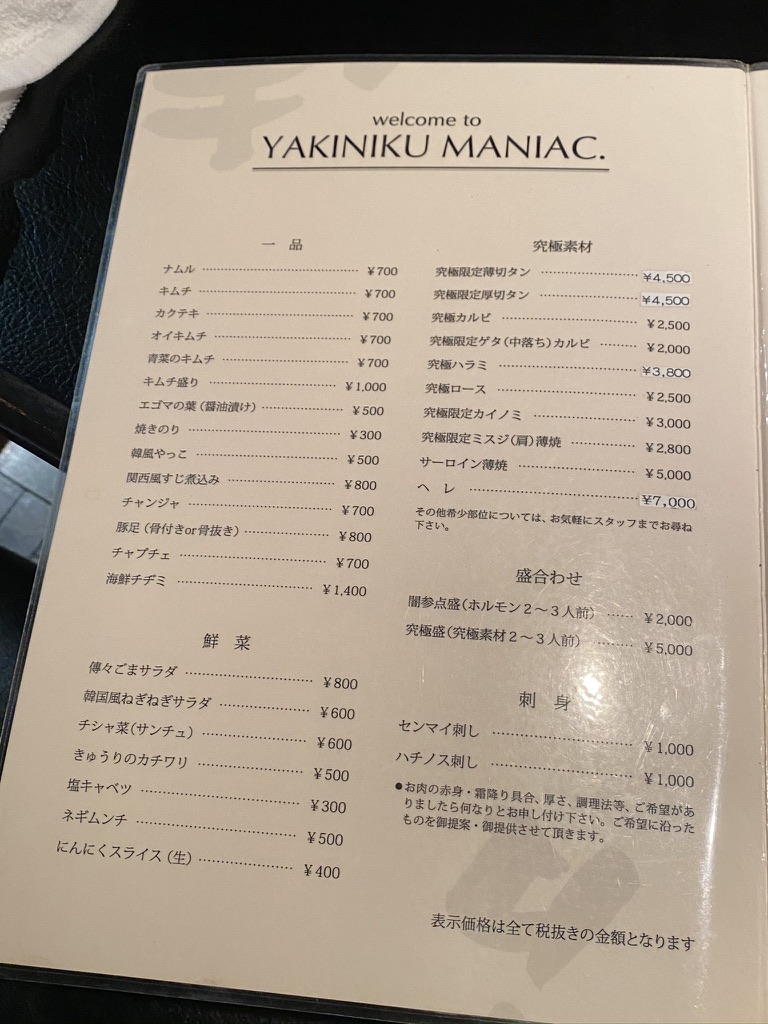 welcome to
YAKINIKU MANIAC.
一 品
ナムル ¥700
キムチ ¥700
カクテキ ¥700
オイキムチ ¥700
青菜のキムチ ¥700
キムチ盛り ¥1,000
エゴマの葉（醤油漬け） ¥500
焼きのり ¥300
韓風やっこ ¥500
関西風すじ煮込み ¥800
チャンジャ ¥700
豚足（骨付きor骨抜き） ¥800
チャプチェ ¥700
海鮮チヂミ ¥1,400
鮮 菜
傳々ごまサラダ ¥800
韓国風ねぎねぎサラダ ¥600
チシャ菜（サンチュ） ¥600
きゅうりのカチワリ ¥500
塩キャベツ ¥300
ネギムンチ ¥500
にんにくスライス（生） ¥400
究極素材
究極限定薄切タン ¥4,500
究極限定厚切タン ¥4,500
究極カルビ ¥2,500
究極限定ゲタ（中落ち）カルビ ¥2,000
究極ハラミ ¥3,800
究極ロース ¥2,500
究極限定カイノミ ¥3,000
究極限定ミスジ（肩）薄焼 ¥2,800
サーロイン薄焼 ¥5,000
ヘ レ ¥7,000
その他希少部位については、お気軽にスタッフまでお尋ね
下さい。
盛合わせ
闇参点盛（ホルモン２～３人前） ¥2,000
究極盛（究極素材２～３人前） ¥5,000
刺 身
センマイ刺し ¥1,000
ハチノス刺し ¥1,000
●お肉の赤身・霜降り具合、厚さ、調理法等、ご希望があ
りましたら何なりとお申し付け下さい。ご希望に沿った
ものを御提案・御提供させて頂きます。
表示価格は全て税抜きの金額となります